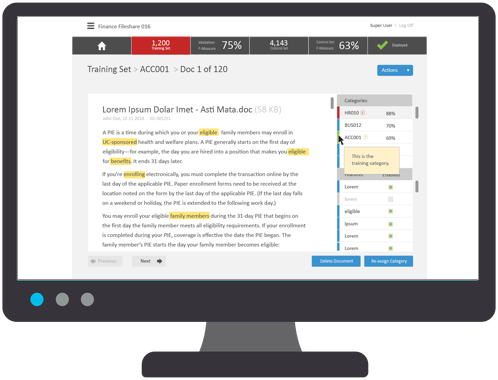 Finance Fileshare 016
Super User > Log Off
1,200
Training Set
Validation
F-Measure
75%
4,143
Control Set
Control Set
F-Measure
63%
Deployed
Training Set > ACC001 > Doc 1 of 120
Actions
Lorem Ipsum Dolar Imet - Asti Mata.doc (58 KB)
Categories
HR010
88%
BUS012
70%
ACC001
69%
This is the
training category.
Features
Enabled
Lorem
lorem
eligible
Ipsum
Lorem
Lorem
A PIE is a time during which you or your eligible family members may enroll in
UC-sponsored health and welfare plans. A PIE generally starts on the first day of
eligibility—for example, the day you are hired into a position that makes you eligible
for benefits. It ends 31 days later.
If you're enrolling electronically, you must complete the transaction online by the
last day of the applicable PIE. Paper enrollment forms need to be received at the
location noted on the form by the last day of the applicable PIE. (If the last day falls
on a weekend or holiday, the PIE is extended to the following work day.)
You may enroll your eligible family members during the 31-day PIE that begins on
the first day the family member meets all eligibility requirements. If your enrollment
is completed during your PIE, coverage is effective the date the PIE began. The
family member's PIE starts the day your family member becomes eligible:
Previous
Next
Delete Document
Re-assign Category